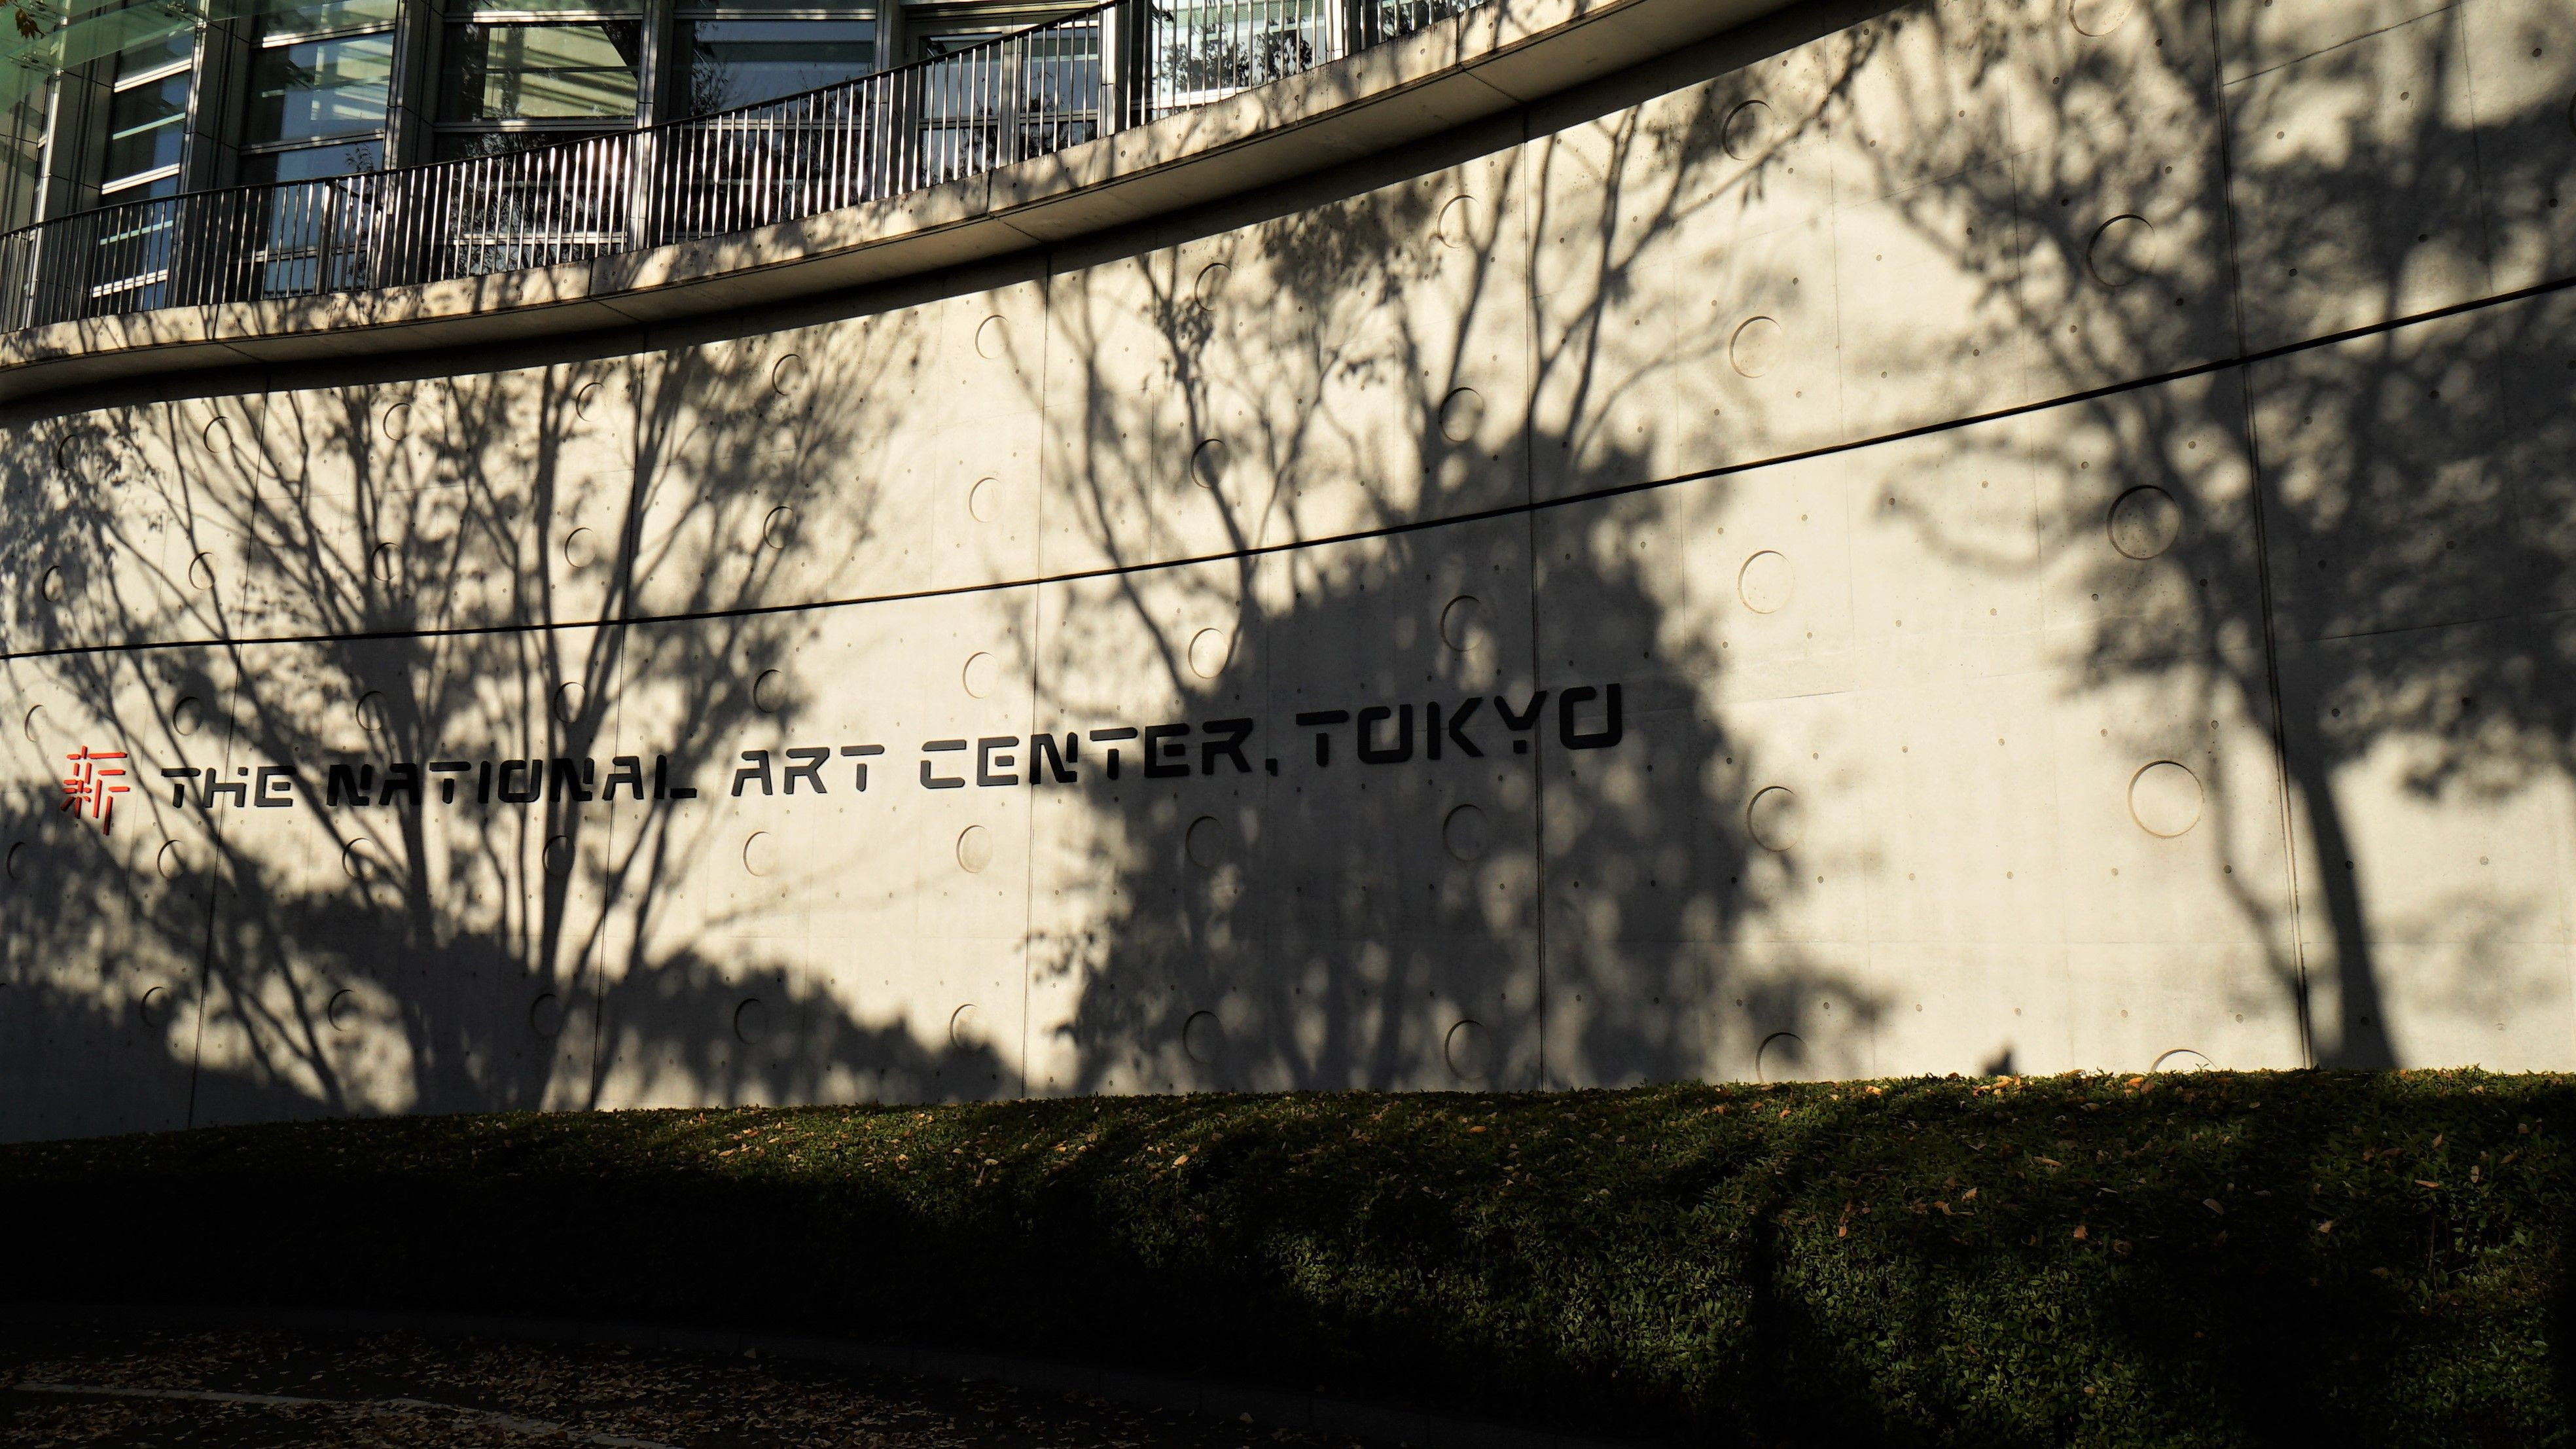 新 THE NATIONAL ART CENTER, TOKYO